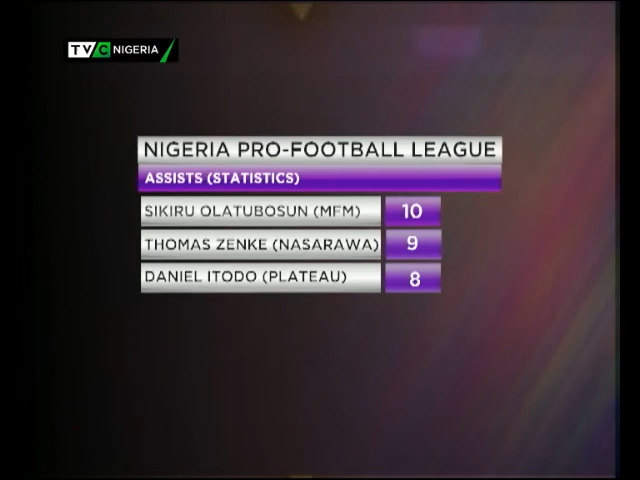 TVC NIGERIA
NIGERIA PRO-FOOTBALL LEAGUE
ASSISTS (STATISTICS)
SIKIRU OLATUBOSUN (MFM) 10
THOMAS ZENKE (NASARAWA) 9
DANIEL ITODO (PLATEAU) 8